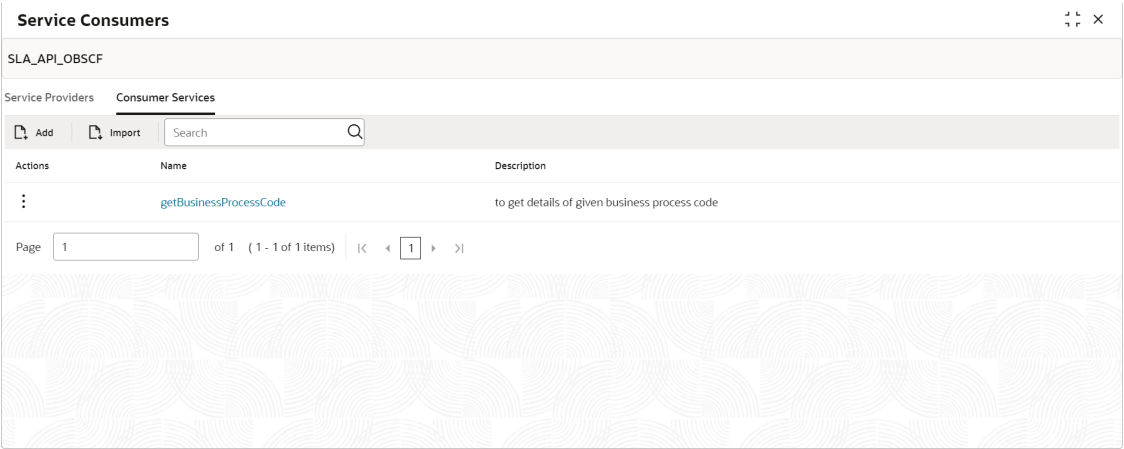 Service Consumers
SLA_API_OBSCF
Service Providers Consumer Services
Add Import Search
Actions Name Description
getBusinessProcessCode to get details of given business process code
Page 1 of 1 ( 1 - 1 of 1 items) 1